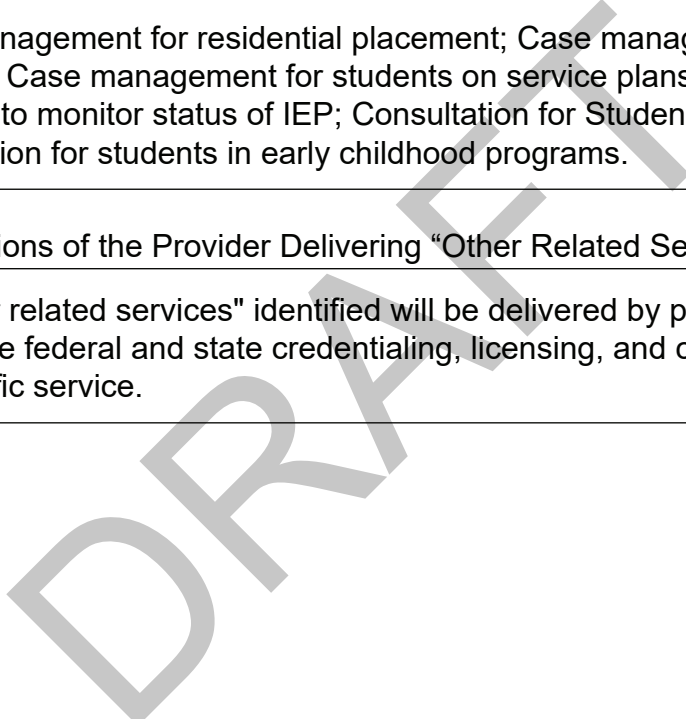 nagement for residential placement; Case manag
Case management for students on service plans
to monitor status of IEP; Consultation for Studen
ion for students in early childhood programs.
ions of the Provider Delivering “Other Related Se
related services" identified will be delivered by p
e federal and state credentialing, licensing, and c
fic service.
DRAFT